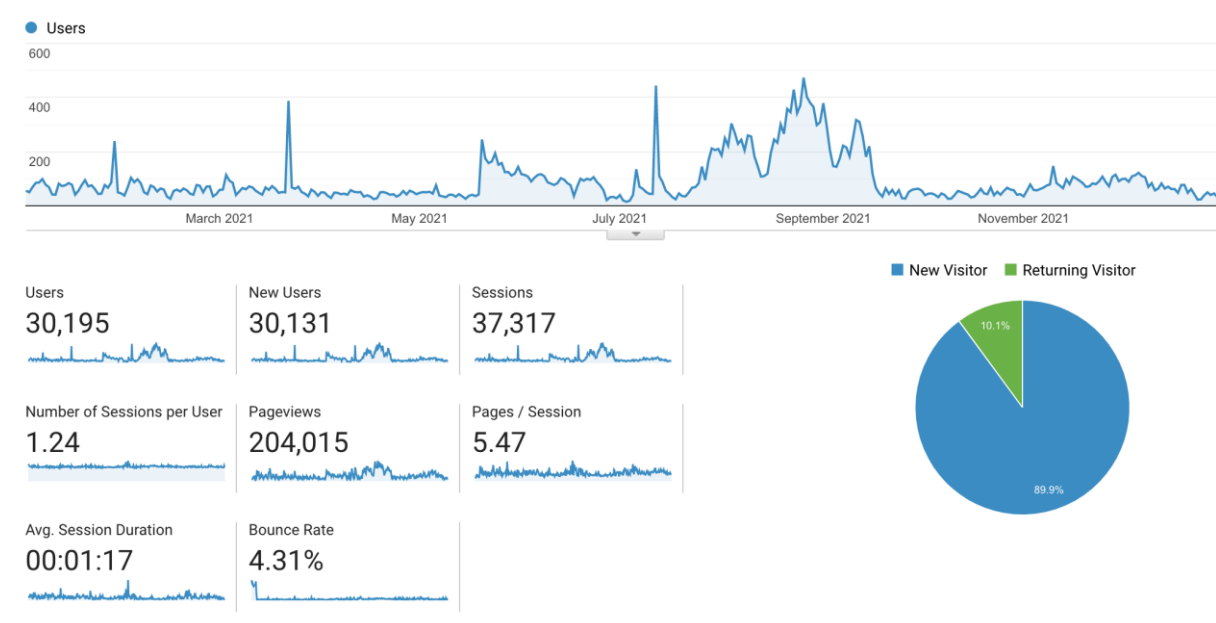 Users
600
400
200
March 2021 May 2021 July 2021 September 2021 November 2021
New Visitor Returning Visitor
Users New Users Sessions
30,195 30,131 37,317
10.1%
Number of Sessions per User Pageviews Pages / Session
1.24 204,015 5.47
89.9%
Avg. Session Duration Bounce Rate
00:01:17 4.31%